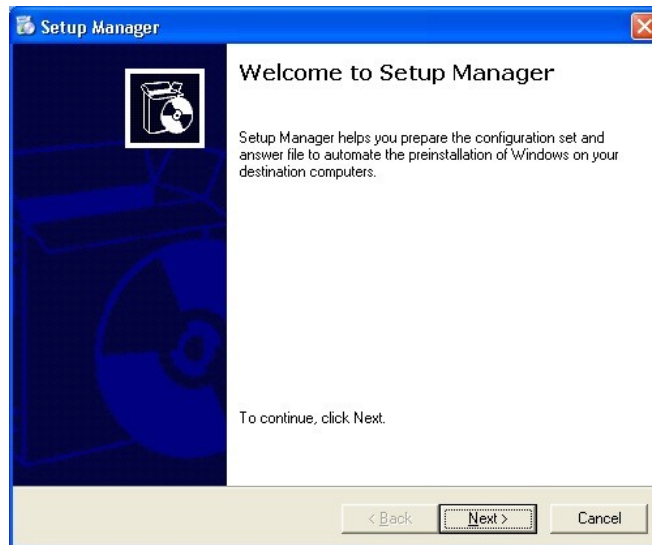 Setup Manager
Welcome to Setup Manager
Setup Manager helps you prepare the configuration set and
answer file to automate the preinstallation of Windows on your
destination computers.
To continue, click Next.
< Back
Next >
Cancel